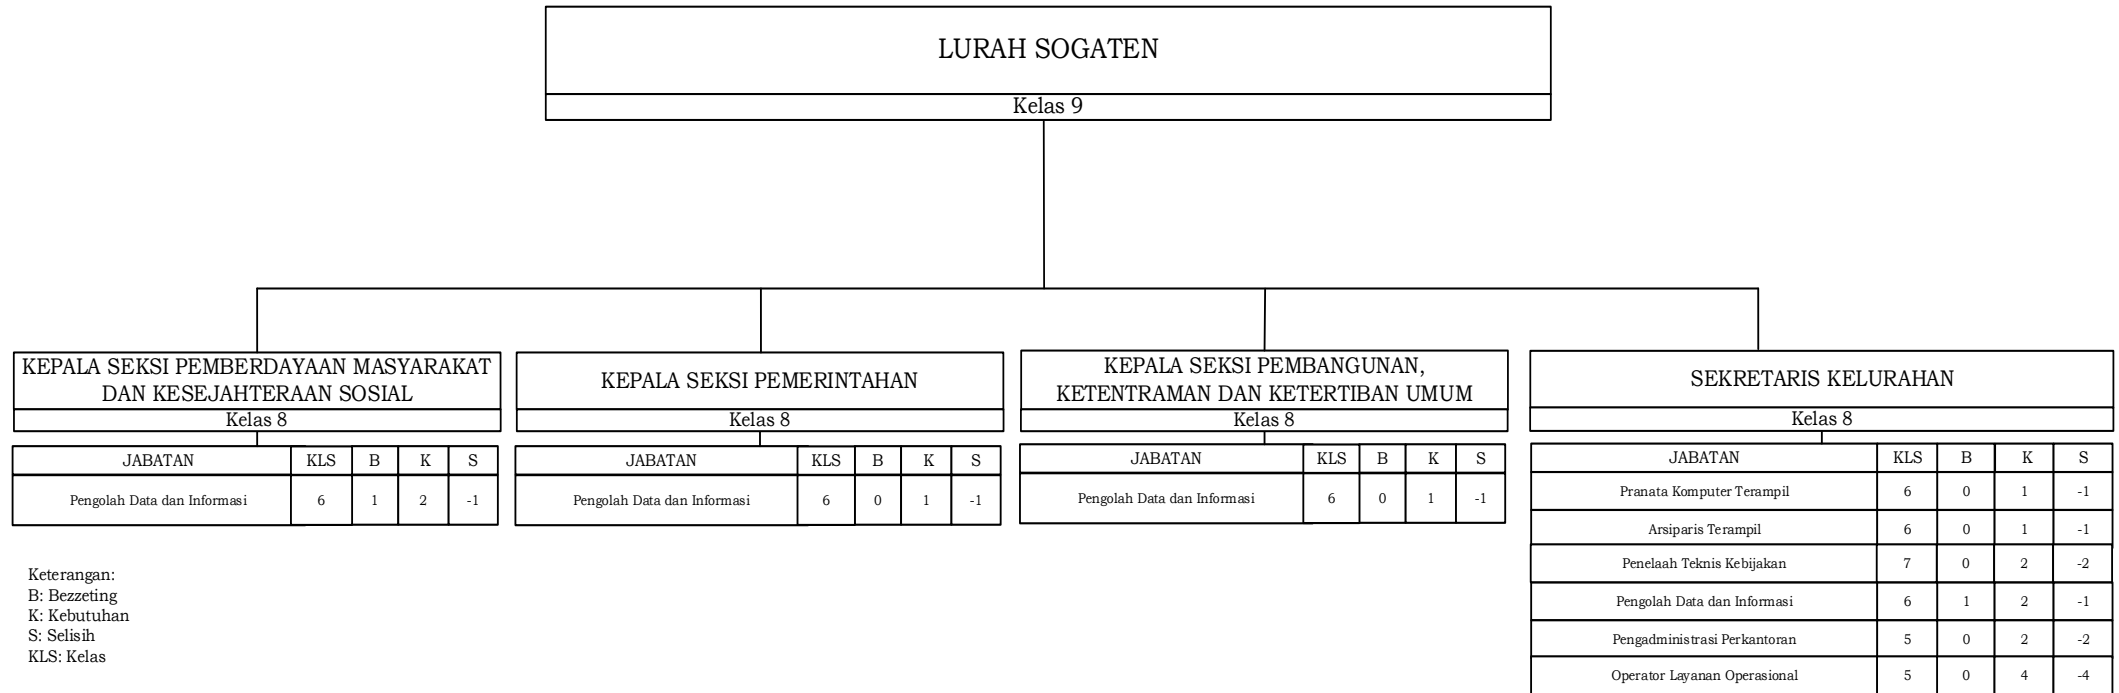 LURAH SOGATEN
Kelas 9
KEPALA SEKSI PEMBERDAYAAN MASYARAKAT
DAN KESEJAHTERAAN SOSIAL
Kelas 8
JABATAN KLS B K S
Pengolah Data dan Informasi 6 1 2 -1
KEPALA SEKSI PEMERINTAHAN
Kelas 8
JABATAN KLS B K S
Pengolah Data dan Informasi 6 0 1 -1
KEPALA SEKSI PEMBANGUNAN,
KETENTRAMAN DAN KETERTIBAN UMUM
Kelas 8
JABATAN KLS B K S
Pengolah Data dan Informasi 6 0 1 -1
SEKRETARIS KELURAHAN
Kelas 8
JABATAN KLS B K S
Pranata Komputer Terampil 6 0 1 -1
Arsiparis Terampil 6 0 1 -1
Penelaah Teknis Kebijakan 7 0 2 -2
Pengolah Data dan Informasi 6 1 2 -1
Pengadministrasi Perkantoran 5 0 2 -2
Operator Layanan Operasional 5 0 4 -4
Keterangan:
B: Bezzeting
K: Kebutuhan
S: Selisih
KLS: Kelas